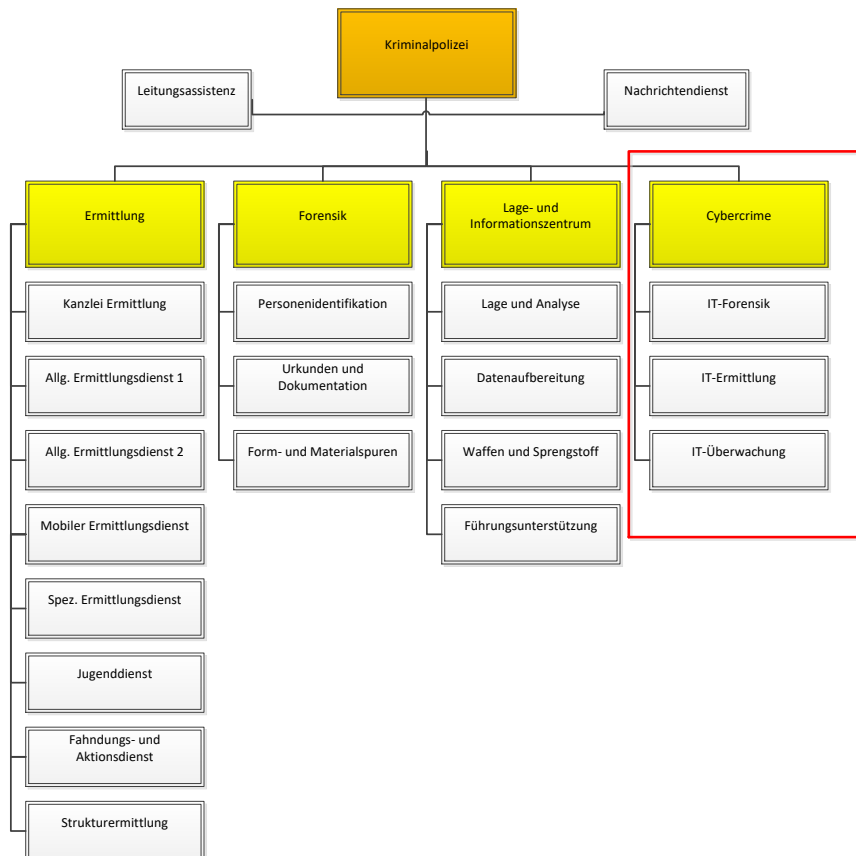 Kriminalpolizei
Leitungsassistenz
Nachrichtendienst
Ermittlung
Forensik
Lage- und
Informationszentrum
Cybercrime
Kanzlei Ermittlung
Personenidentifikation
Lage und Analyse
IT-Forensik
Allg. Ermittlungsdienst 1
Urkunden und
Dokumentation
Datenaufbereitung
IT-Ermittlung
Allg. Ermittlungsdienst 2
Form- und Materialspuren
Waffen und Sprengstoff
IT-Überwachung
Mobiler Ermittlungsdienst
Führungsunterstützung
Spez. Ermittlungsdienst
Jugenddienst
Fahndungs- und
Aktionsdienst
Strukturermittlung